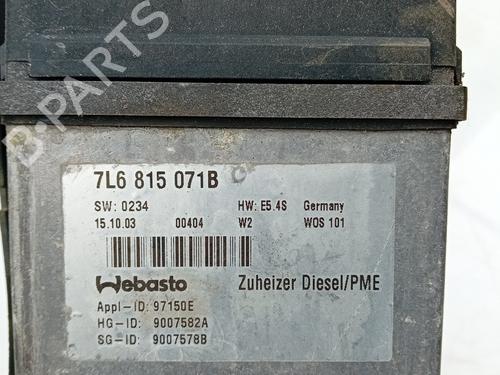 B-PARTS
7L6 815 071B
SW: 0234 HW: E5.4S Germany
15.10.03 00404 W2 WOS 101
Webasto Zuheizer Diesel/PME
Appl-ID: 97150E
HG-ID: 9007582A
SG-ID: 9007578B